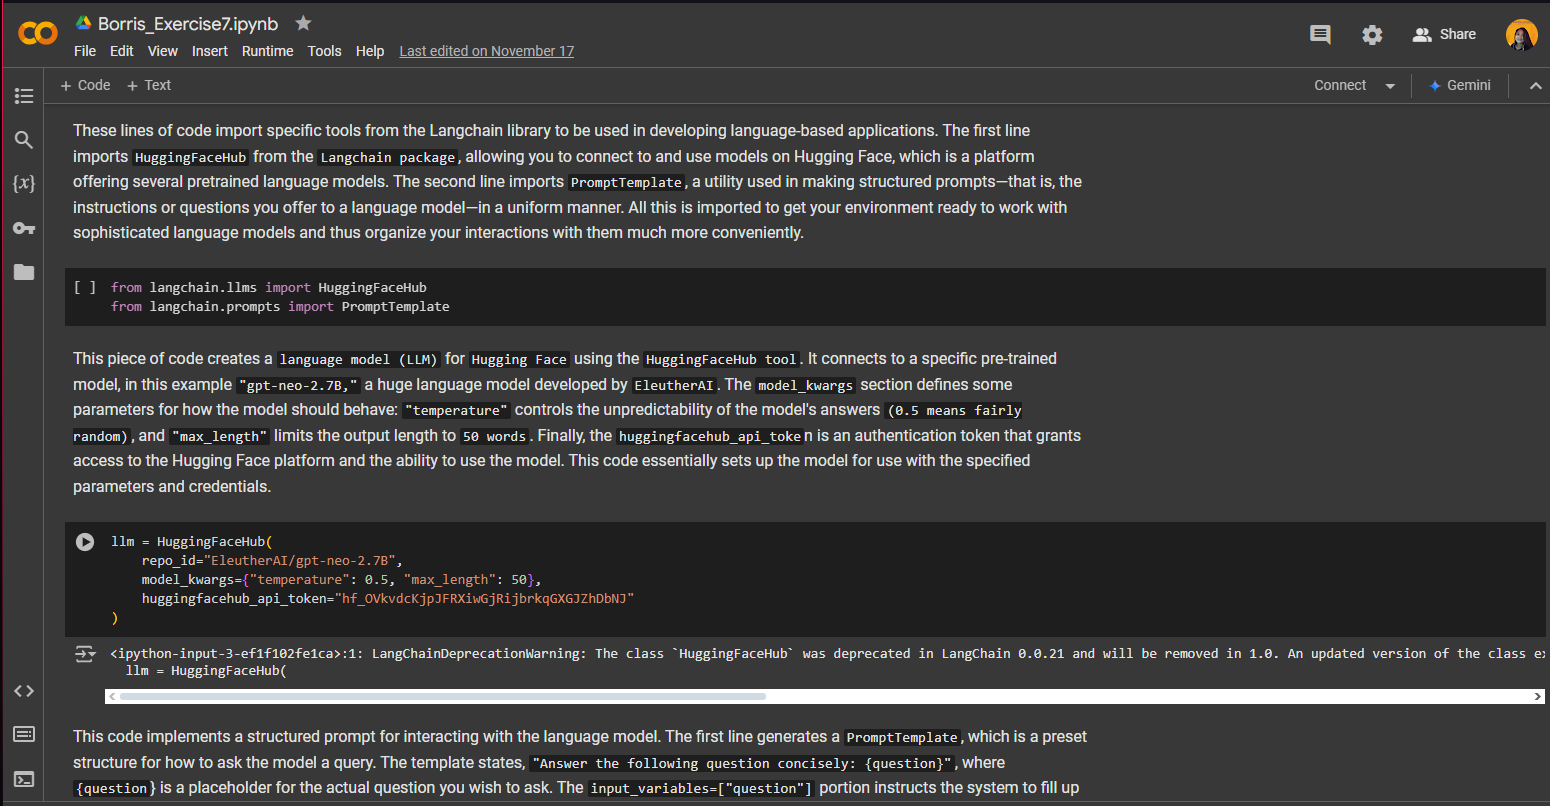 Borris_Exercise7.ipynb
File Edit View Insert Runtime Tools Help Last edited on November 17
Share
+ Code + Text
Connect
Gemini
These lines of code import specific tools from the Langchain library to be used in developing language-based applications. The first line
imports HuggingFaceHub from the Langchain package, allowing you to connect to and use models on Hugging Face, which is a platform
offering several pretrained language models. The second line imports PromptTemplate, a utility used in making structured prompts—that is, the
instructions or questions you offer to a language model—in a uniform manner. All this is imported to get your environment ready to work with
sophisticated language models and thus organize your interactions with them much more conveniently.
[ ] from langchain.llms import HuggingFaceHub
from langchain.prompts import PromptTemplate
This piece of code creates a language model (LLM) for Hugging Face using the HuggingFaceHub tool. It connects to a specific pre-trained
model, in this example "gpt-neo-2.7B," a huge language model developed by EleutherAI. The model_kwargs section defines some
parameters for how the model should behave: "temperature" controls the unpredictability of the model's answers (0.5 means fairly
random), and "max_length" limits the output length to 50 words. Finally, the huggingfacehub_api_token is an authentication token that grants
access to the Hugging Face platform and the ability to use the model. This code essentially sets up the model for use with the specified
parameters and credentials.
llm = HuggingFaceHub(
repo_id="EleutherAI/gpt-neo-2.7B",
model_kwargs={"temperature": 0.5, "max_length": 50},
huggingfacehub_api_token="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"
)
<ipython-input-3-ef1f102fe1ca>:1: LangChainDeprecationWarning: The class `HuggingFaceHub` was deprecated in LangChain 0.0.21 and will be removed in 1.0. An updated version of the class ex
llm = HuggingFaceHub(
This code implements a structured prompt for interacting with the language model. The first line generates a PromptTemplate, which is a preset
structure for how to ask the model a query. The template states, "Answer the following question concisely: {question}", where
{question} is a placeholder for the actual question you wish to ask. The input_variables=["question"] portion instructs the system to fill up